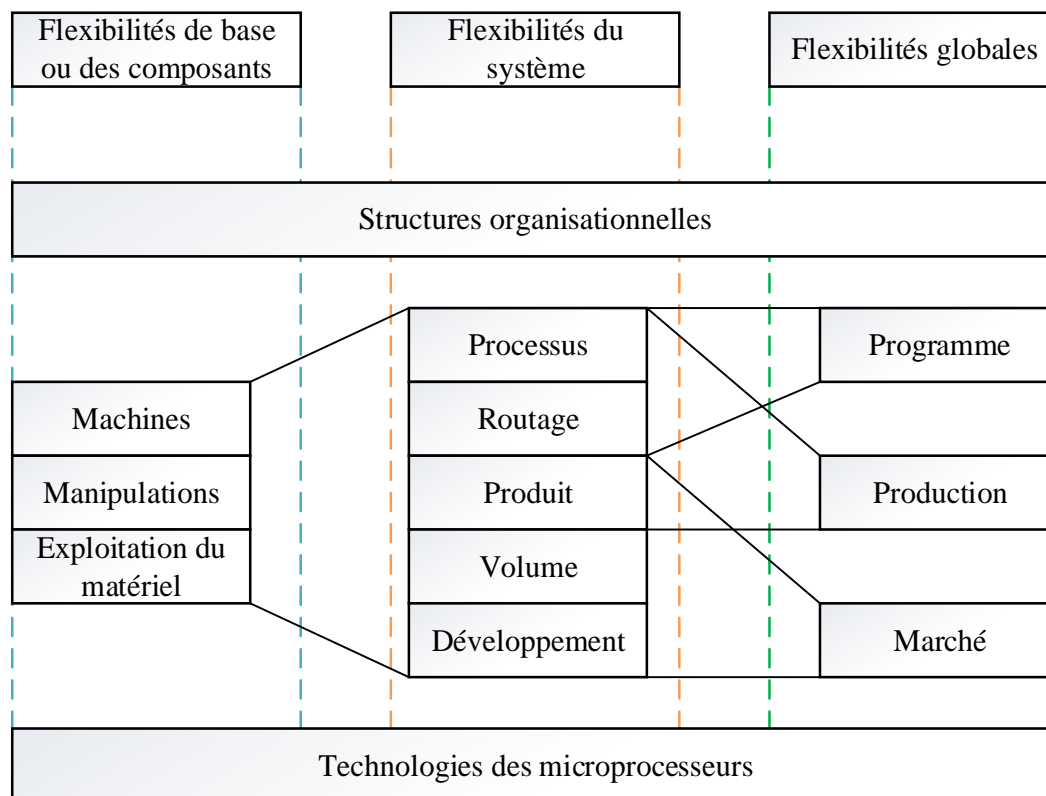 Flexibilités de base
ou des composants
Flexibilités du
système
Flexibilités globales
Structures organisationnelles
Machines
Manipulations
Exploitation du
matériel
Processus
Routage
Produit
Volume
Développement
Programme
Production
Marché
Technologies des microprocesseurs